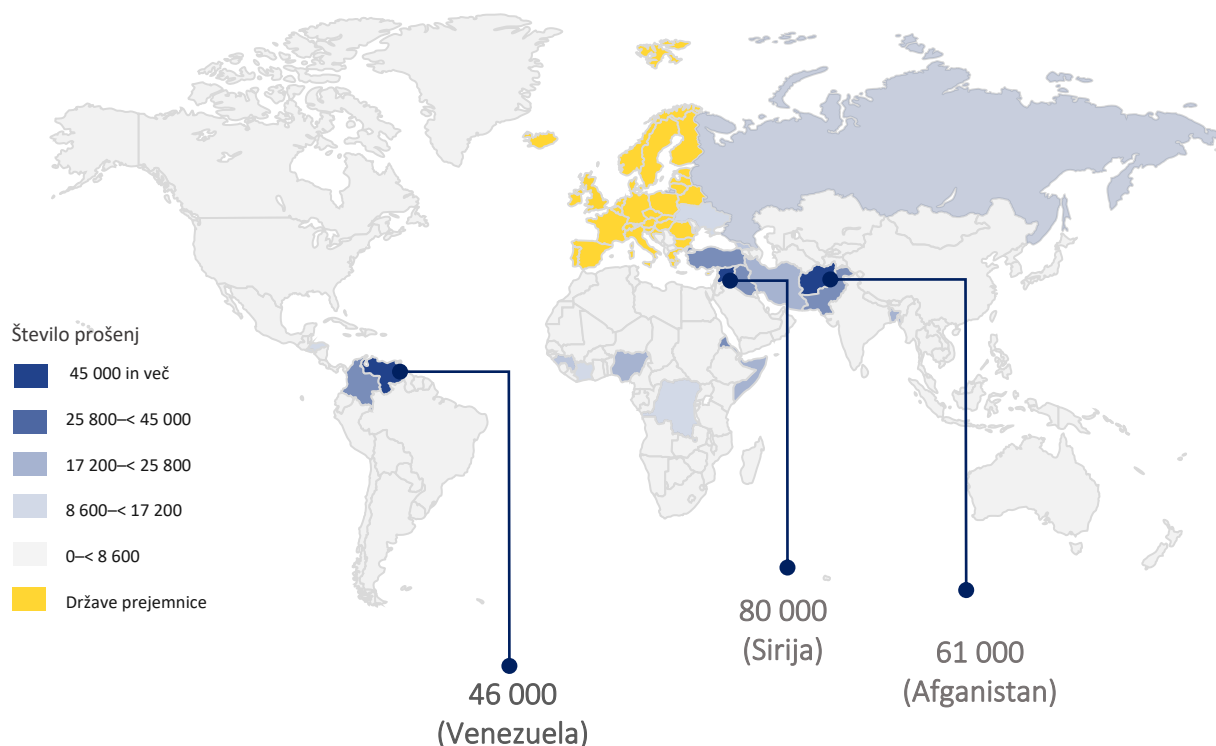 Število prošenj
45 000 in več
25 800–< 45 000
17 200–< 25 800
8 600–< 17 200
0–< 8 600
Države prejemnice
46 000
(Venezuela)
80 000
(Sirija)
61 000
(Afganistan)